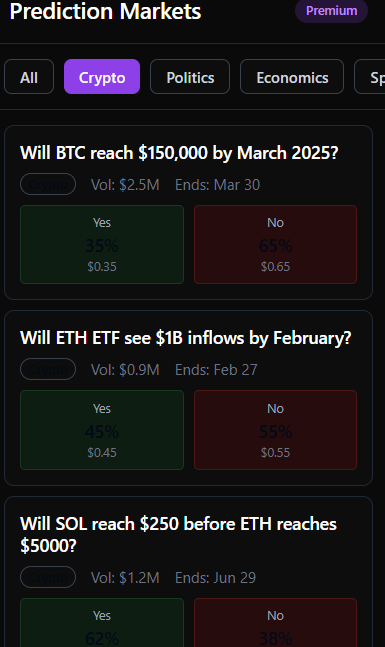 Prediction Markets
Premium
All
Crypto
Politics
Economics
Sp
Will BTC reach $150,000 by March 2025?
Crypto
Vol: $2.5M
Ends: Mar 30
Yes
35%
$0.35
No
65%
$0.65
Will ETH ETF see $1B inflows by February?
Crypto
Vol: $0.9M
Ends: Feb 27
Yes
45%
$0.45
No
55%
$0.55
Will SOL reach $250 before ETH reaches
$5000?
Crypto
Vol: $1.2M
Ends: Jun 29
Yes
62%
No
38%